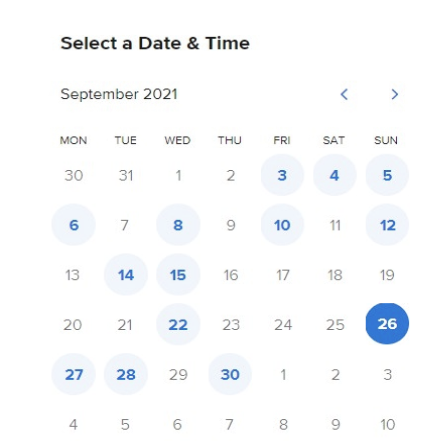 Select a Date & Time
September 2021
MON TUE WED THU FRI SAT SUN
30 31 1 2 3 4 5
6 7 8 9 10 11 12
13 14 15 16 17 18 19
20 21 22 23 24 25 26
27 28 29 30 1 2 3
4 5 6 7 8 9 10